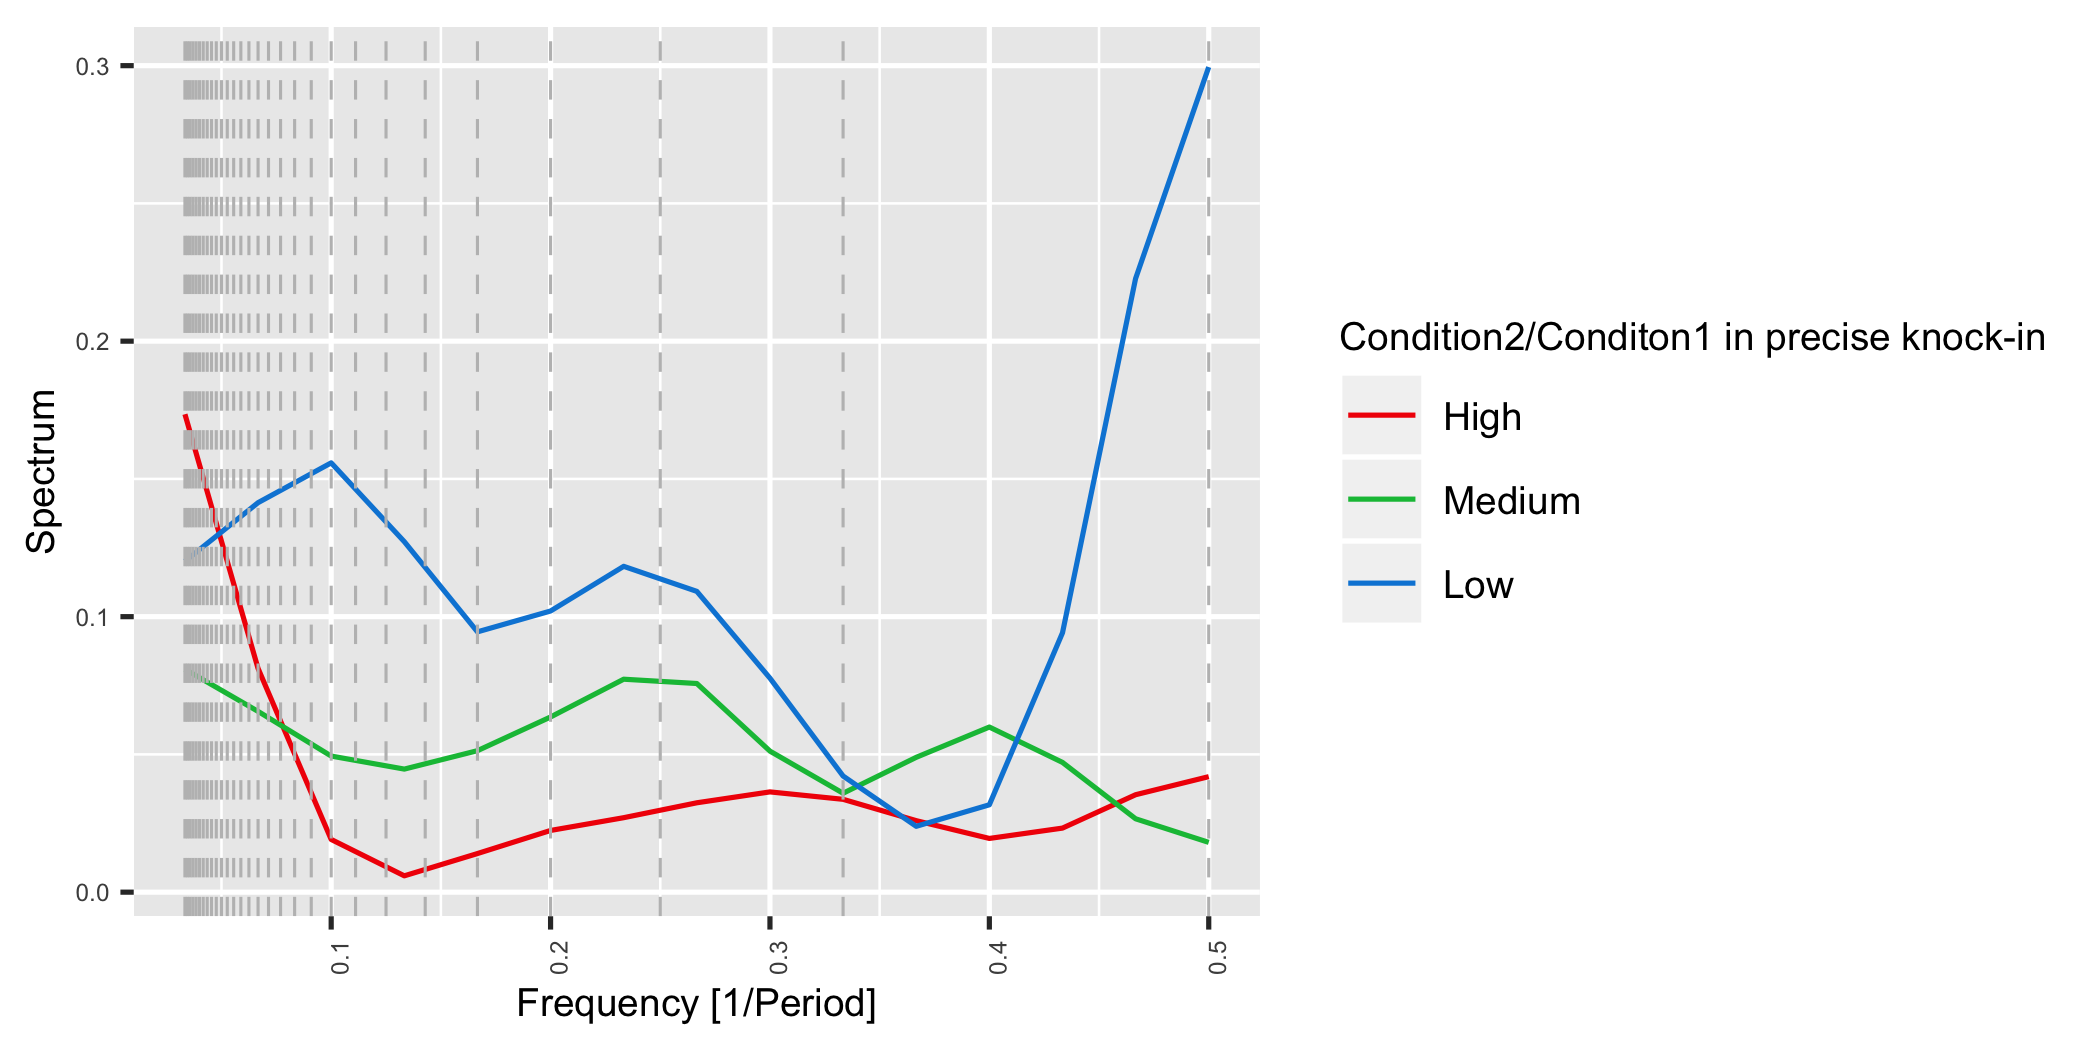 0.3
0.2
0.1
0.0
Spectrum
0.1
0.2
0.3
0.4
0.5
Frequency [1/Period]
Condition2/Conditon1 in precise knock-in
High
Medium
Low